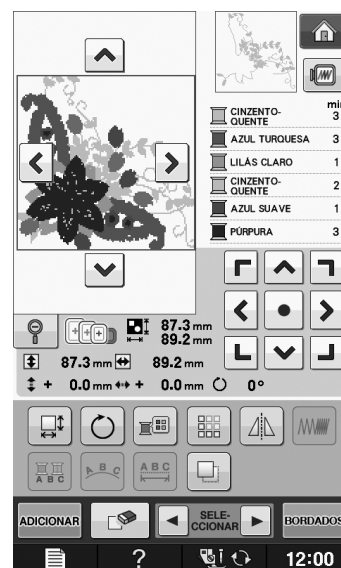 min
CINZENTO-
QUENTE 3
AZUL TURQUESA 3
LILÁS CLARO 1
CINZENTO-
QUENTE 2
AZUL SUAVE 1
PÚRPURA 3
87.3 mm
89.2 mm
87.3 mm 89.2 mm
+ 0.0 mm + 0.0 mm 0°
A B C A B C A B C
ADICIONAR SELE-
CCIONAR BORDADOS
? 12:00